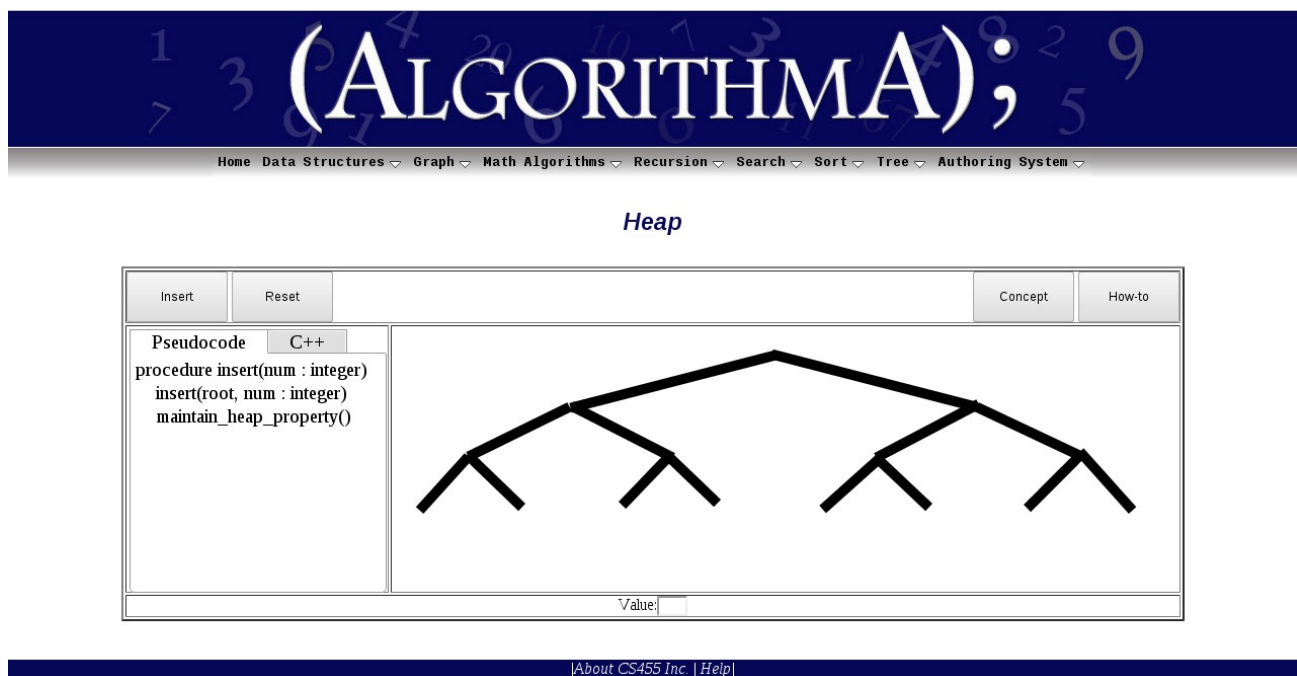 (ALGORITHMA);
Home Data Structures Graph Math Algorithms Recursion Search Sort Tree Authoring System
Heap
Insert Reset Concept How-to
Pseudocode C++
procedure insert(num : integer)
insert(root, num : integer)
maintain_heap_property()
Value:
|About CS455 Inc. | Help|